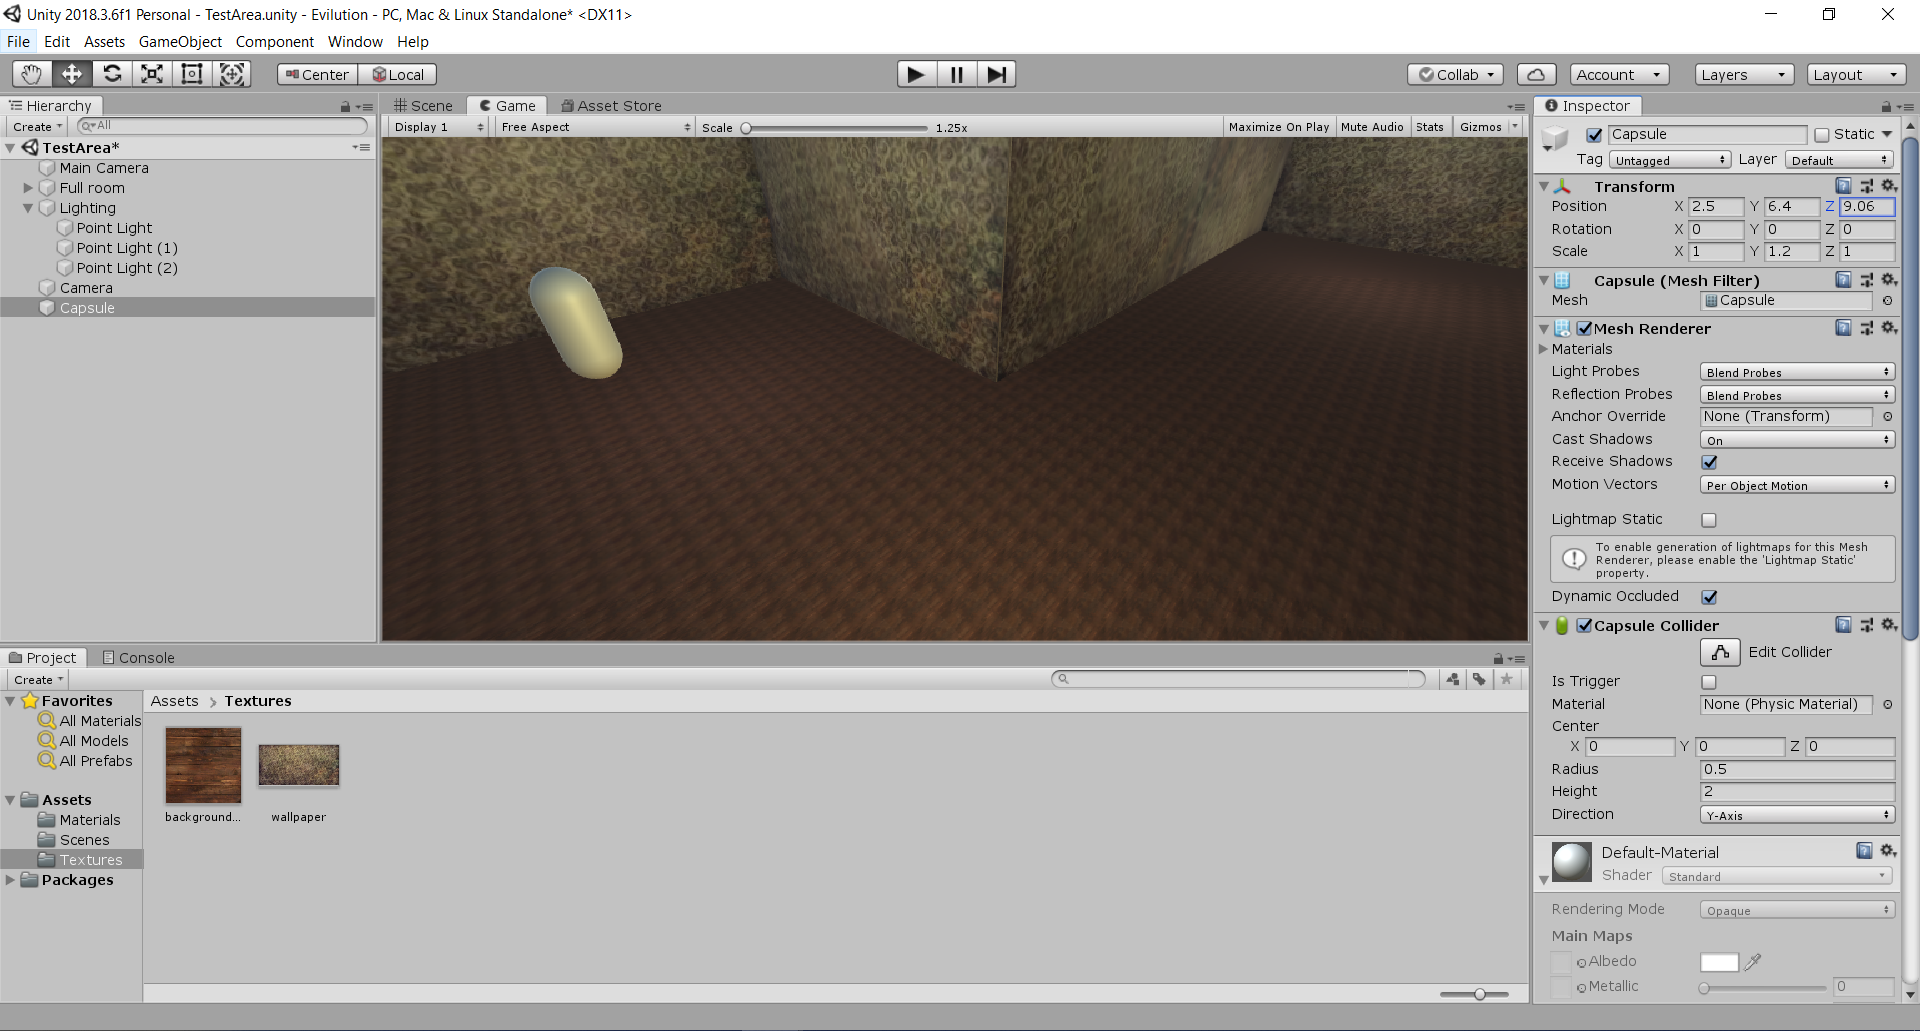 Unity 2018.3.6f1 Personal - TestArea.unity - Evilution - PC, Mac & Linux Standalone* <DX11>
File Edit Assets GameObject Component Window Help
Center Local Collab Account Layers Layout
Hierarchy
Create All
TestArea*
Main Camera
Full room
Lighting
Point Light
Point Light (1)
Point Light (2)
Camera
Capsule
Scene Game Asset Store
Display 1 Free Aspect Scale 1.25x Maximize On Play Mute Audio Stats Gizmos
Inspector
Capsule Static
Tag Untagged Layer Default
Transform
Position X 2.5 Y 6.4 Z 9.06
Rotation X 0 Y 0 Z 0
Scale X 1 Y 1.2 Z 1
Capsule (Mesh Filter)
Mesh Capsule
Mesh Renderer
Materials
Light Probes Blend Probes
Reflection Probes Blend Probes
Anchor Override None (Transform)
Cast Shadows On
Receive Shadows
Motion Vectors Per Object Motion
Lightmap Static
To enable generation of lightmaps for this Mesh
Renderer, please enable the 'Lightmap Static'
property.
Dynamic Occluded
Capsule Collider
Edit Collider
Is Trigger
Material None (Physic Material)
Center
X 0 Y 0 Z 0
Radius 0.5
Height 2
Direction Y-Axis
Default-Material
Shader Standard
Rendering Mode Opaque
Main Maps
Albedo
Metallic 0
Project Console
Create
Favorites
All Materials
All Models
All Prefabs
Assets
Materials
Scenes
Textures
Packages
Assets > Textures
background... wallpaper